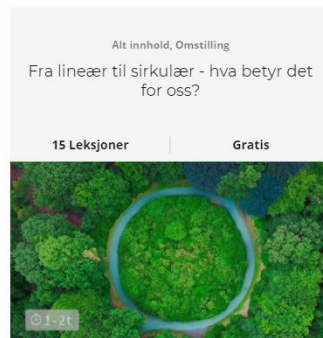 Alt innhold, Omstilling
Fra lineær til sirkulær - hva betyr det
for oss?
15 Leksjoner
Gratis
1-2t